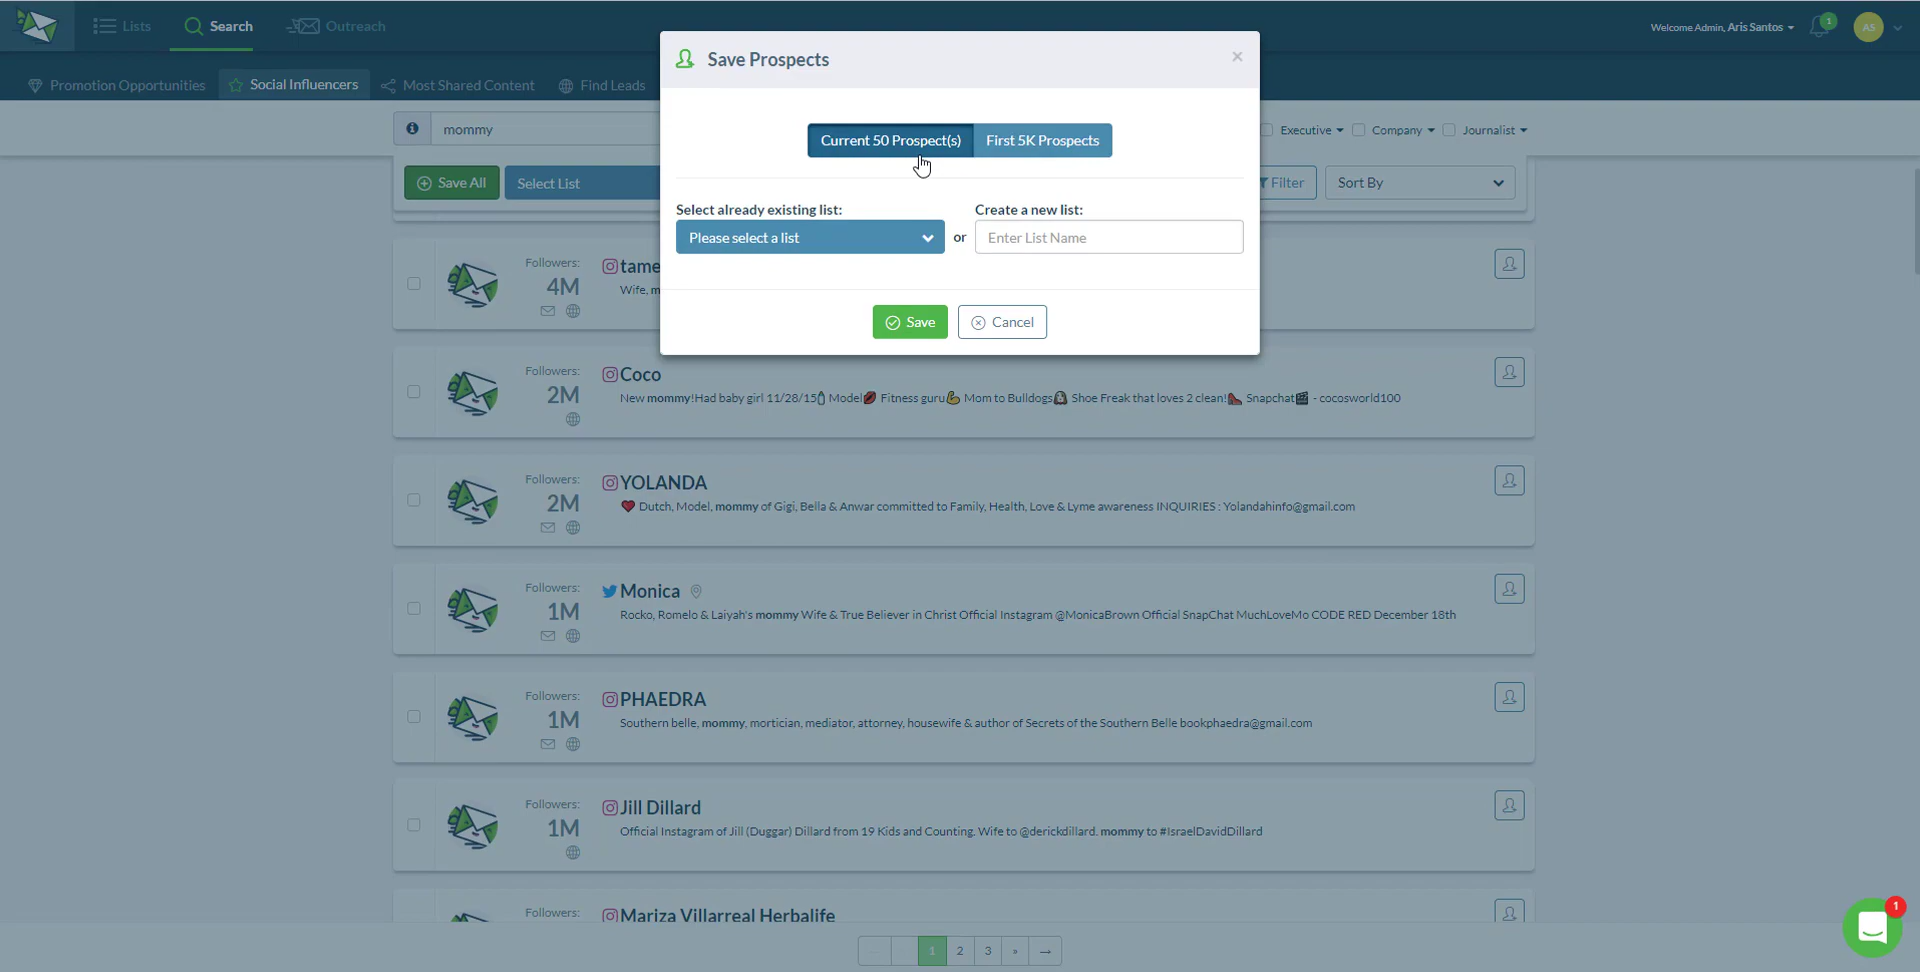 Lists
Search
Outreach
Welcome Admin, Aris Santos
1
AS
Promotion Opportunities
Social Influencers
Most Shared Content
Find Leads
Save Prospects
×
mommy
Executive
Company
Journalist
Current 50 Prospect(s)
First 5K Prospects
Save All
Select List
Filter
Sort By
Select already existing list:
Create a new list:
Please select a list
or
Enter List Name
Save
Cancel
Followers:
4M
tame
Wife, m
Followers:
2M
Coco
New mommy!Had baby girl 11/28/15🍼 Model💋 Fitness guru💪 Mom to Bulldogs🐶 Shoe Freak that loves 2 clean!👠 Snapchat🎬 - cocosworld100
Followers:
2M
YOLANDA
❤️ Dutch, Model, mommy of Gigi, Bella & Anwar committed to Family, Health, Love & Lyme awareness INQUIRIES : Yolandahinfo@gmail.com
Followers:
1M
Monica
Rocko, Romelo & Laiyah's mommy Wife & True Believer in Christ Official Instagram @MonicaBrown Official SnapChat MuchLoveMo CODE RED December 18th
Followers:
1M
PHAEDRA
Southern belle, mommy, mortician, mediator, attorney, housewife & author of Secrets of the Southern Belle bookphaedra@gmail.com
Followers:
1M
Jill Dillard
Official Instagram of Jill (Duggar) Dillard from 19 Kids and Counting. Wife to @derickdillard. mommy to #IsraelDavidDillard
Followers:
Mariza Villarreal Herbalife
1
2
3
»
→
1